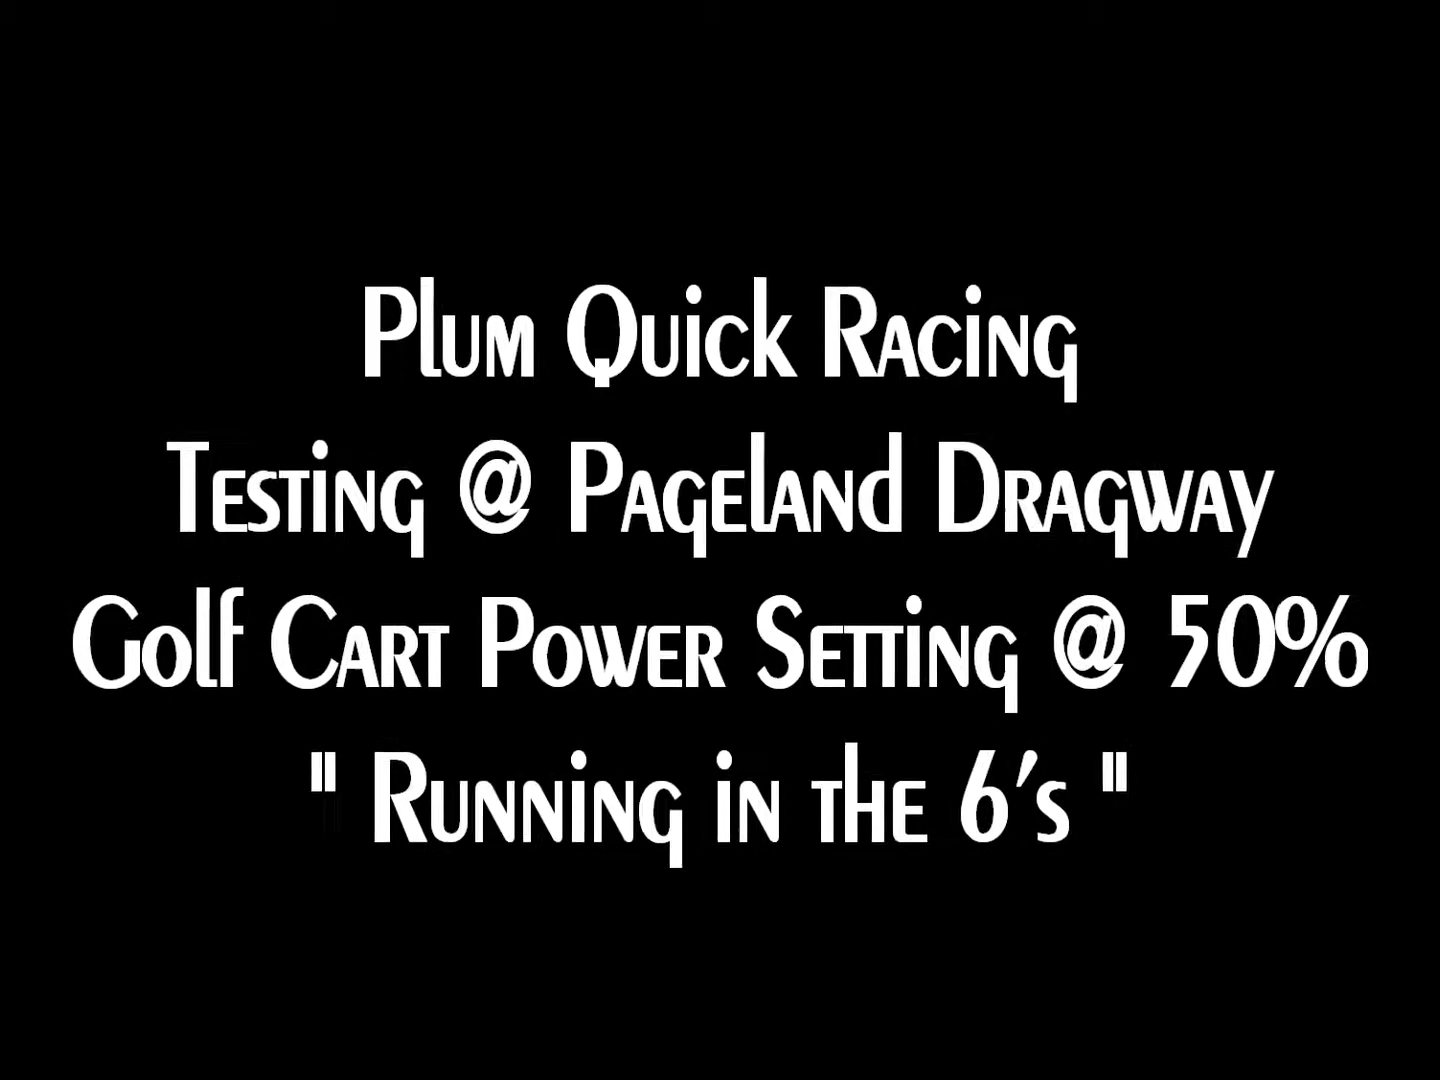 Plum Quick Racing
Testing @ Pageland Dragway
Golf Cart Power Setting @ 50%
" Running in the 6's "